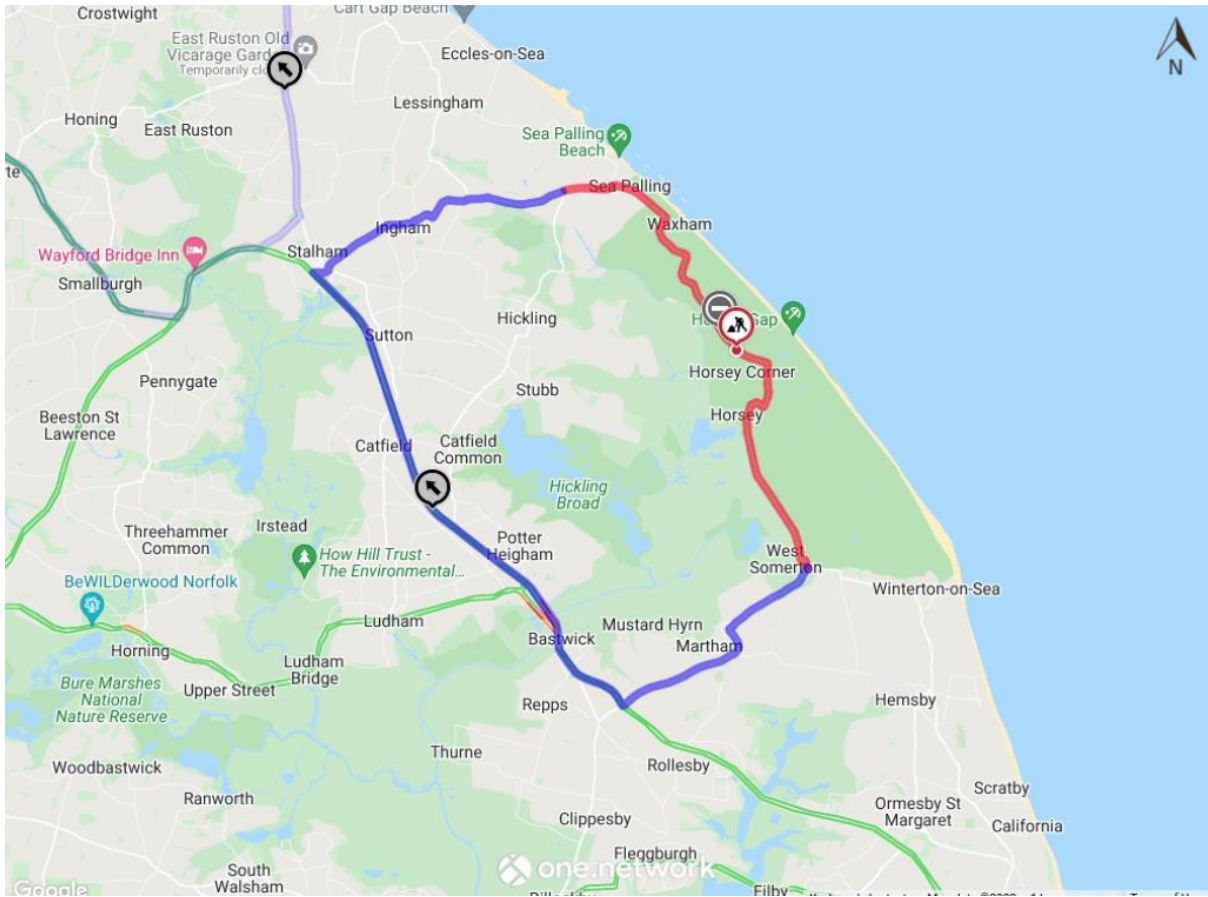 Crostwight
Cart Gap Beach
East Ruston Old
Vicarage Gard
Temporarily clo
Eccles-on-Sea
N
Lessingham
Honing
East Ruston
Sea Palling
Beach
te
Sea Palling
Ingham
Waxham
Stalham
Wayford Bridge Inn
Smallburgh
Hickling
Gap
Sutton
Horsey Corner
Pennygate
Stubb
Horsey
Beeston St
Lawrence
Catfield
Catfield
Common
Hickling
Broad
Irstead
Threehammer
Common
Potter
Heigham
How Hill Trust -
The Environmental...
West
Somerton
BeWILDerwood Norfolk
Winterton-on-Sea
Ludham
Mustard Hyrn
Bastwick
Martham
Horning
Ludham
Bridge
Upper Street
Bure Marshes
National
Nature Reserve
Repps
Hemsby
Thurne
Woodbastwick
Rollesby
Ranworth
Scratby
Ormesby St
Margaret
California
Clippesby
Fleggburgh
South
Walsham
one.network
Google
Filby